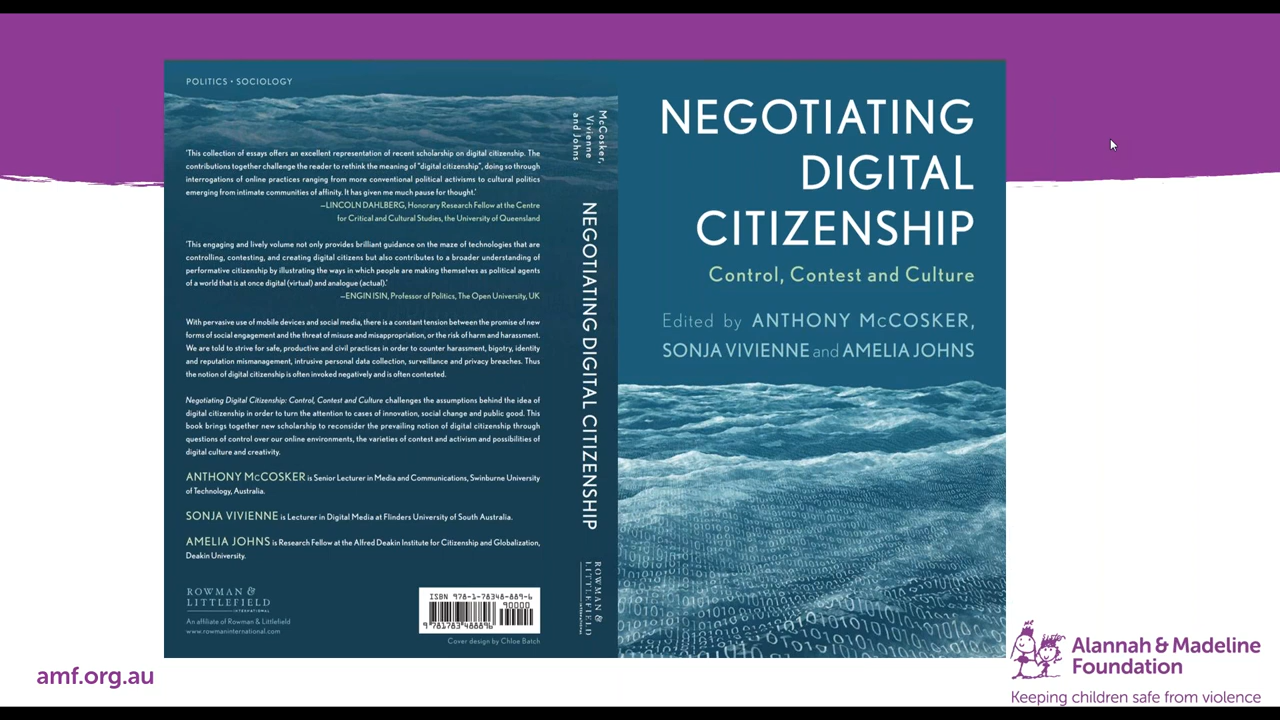 POLITICS • SOCIOLOGY
'This collection of essays offers an excellent representation of recent scholarship on digital citizenship. The
contributions together challenge the reader to rethink the meaning of "digital citizenship", doing so through
interrogations of online practices ranging from more conventional political activisms to cultural politics
emerging from intimate communities of affinity. It has given me much pause for thought.'
—LINCOLN DAHLBERG, Honorary Research Fellow at the Centre
for Critical and Cultural Studies, the University of Queensland
'This engaging and lively volume not only provides brilliant guidance on the maze of technologies that are
controlling, contesting, and creating digital citizens but also contributes to a broader understanding of
performative citizenship by illustrating the ways in which people are making themselves as political agents
of a world that is at once digital (virtual) and analogue (actual).'
—ENGIN ISIN, Professor of Politics, The Open University, UK
With pervasive use of mobile devices and social media, there is a constant tension between the promise of new
forms of social engagement and the threat of misuse and misappropriation, or the risk of harm and harassment.
We are told to strive for safe, productive and civil practices in order to counter harassment, bigotry, identity
and reputation mismanagement, intrusive personal data collection, surveillance and privacy breaches. Thus
the notion of digital citizenship is often invoked negatively and is often contested.
Negotiating Digital Citizenship: Control, Contest and Culture challenges the assumptions behind the idea of
digital citizenship in order to turn the attention to cases of innovation, social change and public good. This
book brings together new scholarship to reconsider the prevailing notion of digital citizenship through
questions of control over our online environments, the varieties of contest and activism and possibilities of
digital culture and creativity.
ANTHONY McCOSKER is Senior Lecturer in Media and Communications, Swinburne University
of Technology, Australia.
SONJA VIVIENNE is Lecturer in Digital Media at Flinders University of South Australia.
AMELIA JOHNS is Research Fellow at the Alfred Deakin Institute for Citizenship and Globalization,
Deakin University.
ROWMAN &
LITTLEFIELD
INTERNATIONAL
An affiliate of Rowman & Littlefield
www.rowmaninternational.com
ISBN 978-1-78348-889-6
90000
9 781783 488896
Cover design by Chloe Batch
McCosker,
Vivienne
and Johns
NEGOTIATING DIGITAL CITIZENSHIP
ROWMAN &
LITTLEFIELD
INTERNATIONAL
NEGOTIATING
DIGITAL
CITIZENSHIP
Control, Contest and Culture
Edited by ANTHONY McCOSKER,
SONJA VIVIENNE and AMELIA JOHNS
amf.org.au
Alannah & Madeline
Foundation
Keeping children safe from violence